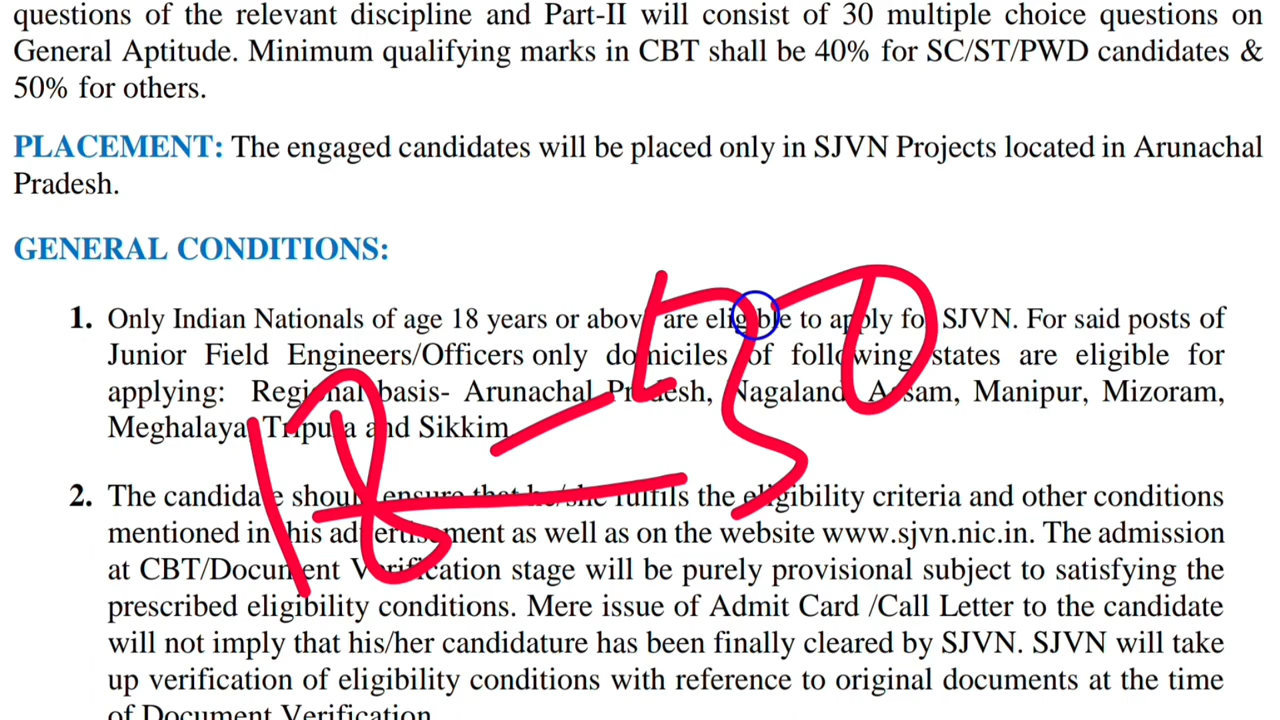 questions of the relevant discipline and Part-II will consist of 30 multiple choice questions on
General Aptitude. Minimum qualifying marks in CBT shall be 40% for SC/ST/PWD candidates &
50% for others.
PLACEMENT: The engaged candidates will be placed only in SJVN Projects located in Arunachal
Pradesh.
GENERAL CONDITIONS:
1. Only Indian Nationals of age 18 years or above are eligible to apply for SJVN. For said posts of
Junior Field Engineers/Officers only domiciles of following states are eligible for
applying: Regional basis- Arunachal Pradesh, Nagaland, Assam, Manipur, Mizoram,
Meghalaya, Tripura and Sikkim
18 - 50
2. The candidate should ensure that he/she fulfils the eligibility criteria and other conditions
mentioned in this advertisement as well as on the website www.sjvn.nic.in. The admission
at CBT/Document Verification stage will be purely provisional subject to satisfying the
prescribed eligibility conditions. Mere issue of Admit Card /Call Letter to the candidate
will not imply that his/her candidature has been finally cleared by SJVN. SJVN will take
up verification of eligibility conditions with reference to original documents at the time
of Document Verification